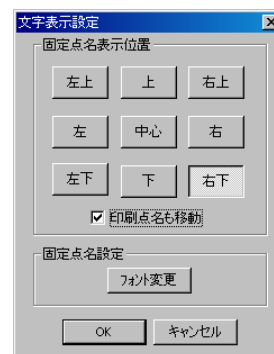 文字表示設定
固定点名表示位置
左上 上 右上
左 中心 右
左下 下 右下
印刷点名も移動
固定点名設定
フォント変更
OK キャンセル